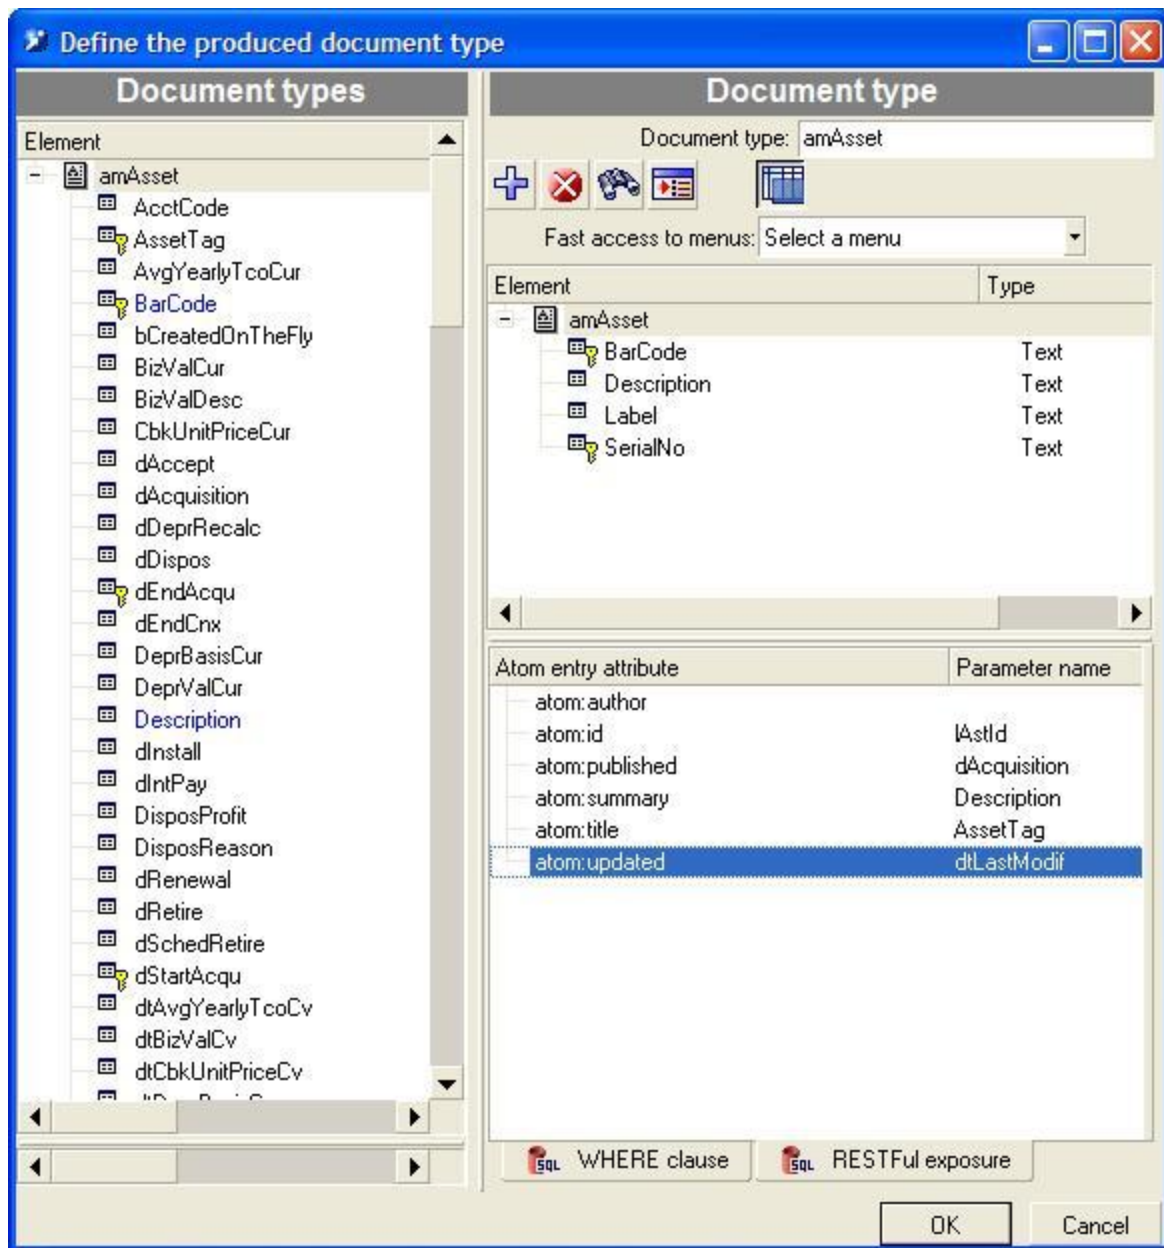 Define the produced document type
Document types
Element
amAsset
AcctCode
AssetTag
AvgYearlyTcoCur
BarCode
bCreatedOnTheFly
BizValCur
BizValDesc
CbkUnitPriceCur
dAccept
dAcquisition
dDeprRecalc
dDispos
dEndAcqu
dEndCnx
DeprBasisCur
DeprValCur
Description
dInstall
dIntPay
DisposProfit
DisposReason
dRenewal
dRetire
dSchedRetire
dStartAcqu
dtAvgYearlyTcoCv
dtBizValCv
dtCbkUnitPriceCv
Document type
Document type: amAsset
Fast access to menus: Select a menu
Element Type
amAsset
BarCode Text
Description Text
Label Text
SerialNo Text
Atom entry attribute Parameter name
atom:author
atom:id lAstId
atom:published dAcquisition
atom:summary Description
atom:title AssetTag
atom:updated dtLastModif
SQL WHERE clause SQL RESTFul exposure
OK Cancel